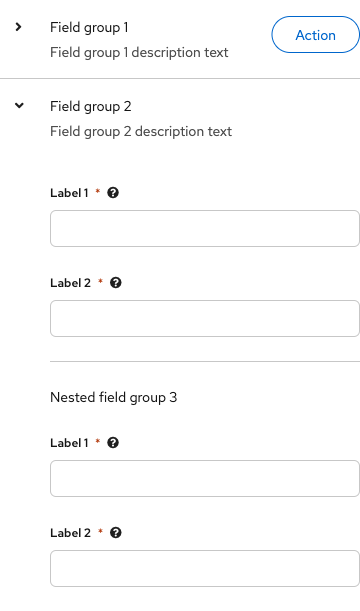 Field group 1
Action
Field group 1 description text
Field group 2
Field group 2 description text
Label 1 *
Label 2 *
Nested field group 3
Label 1 *
Label 2 *